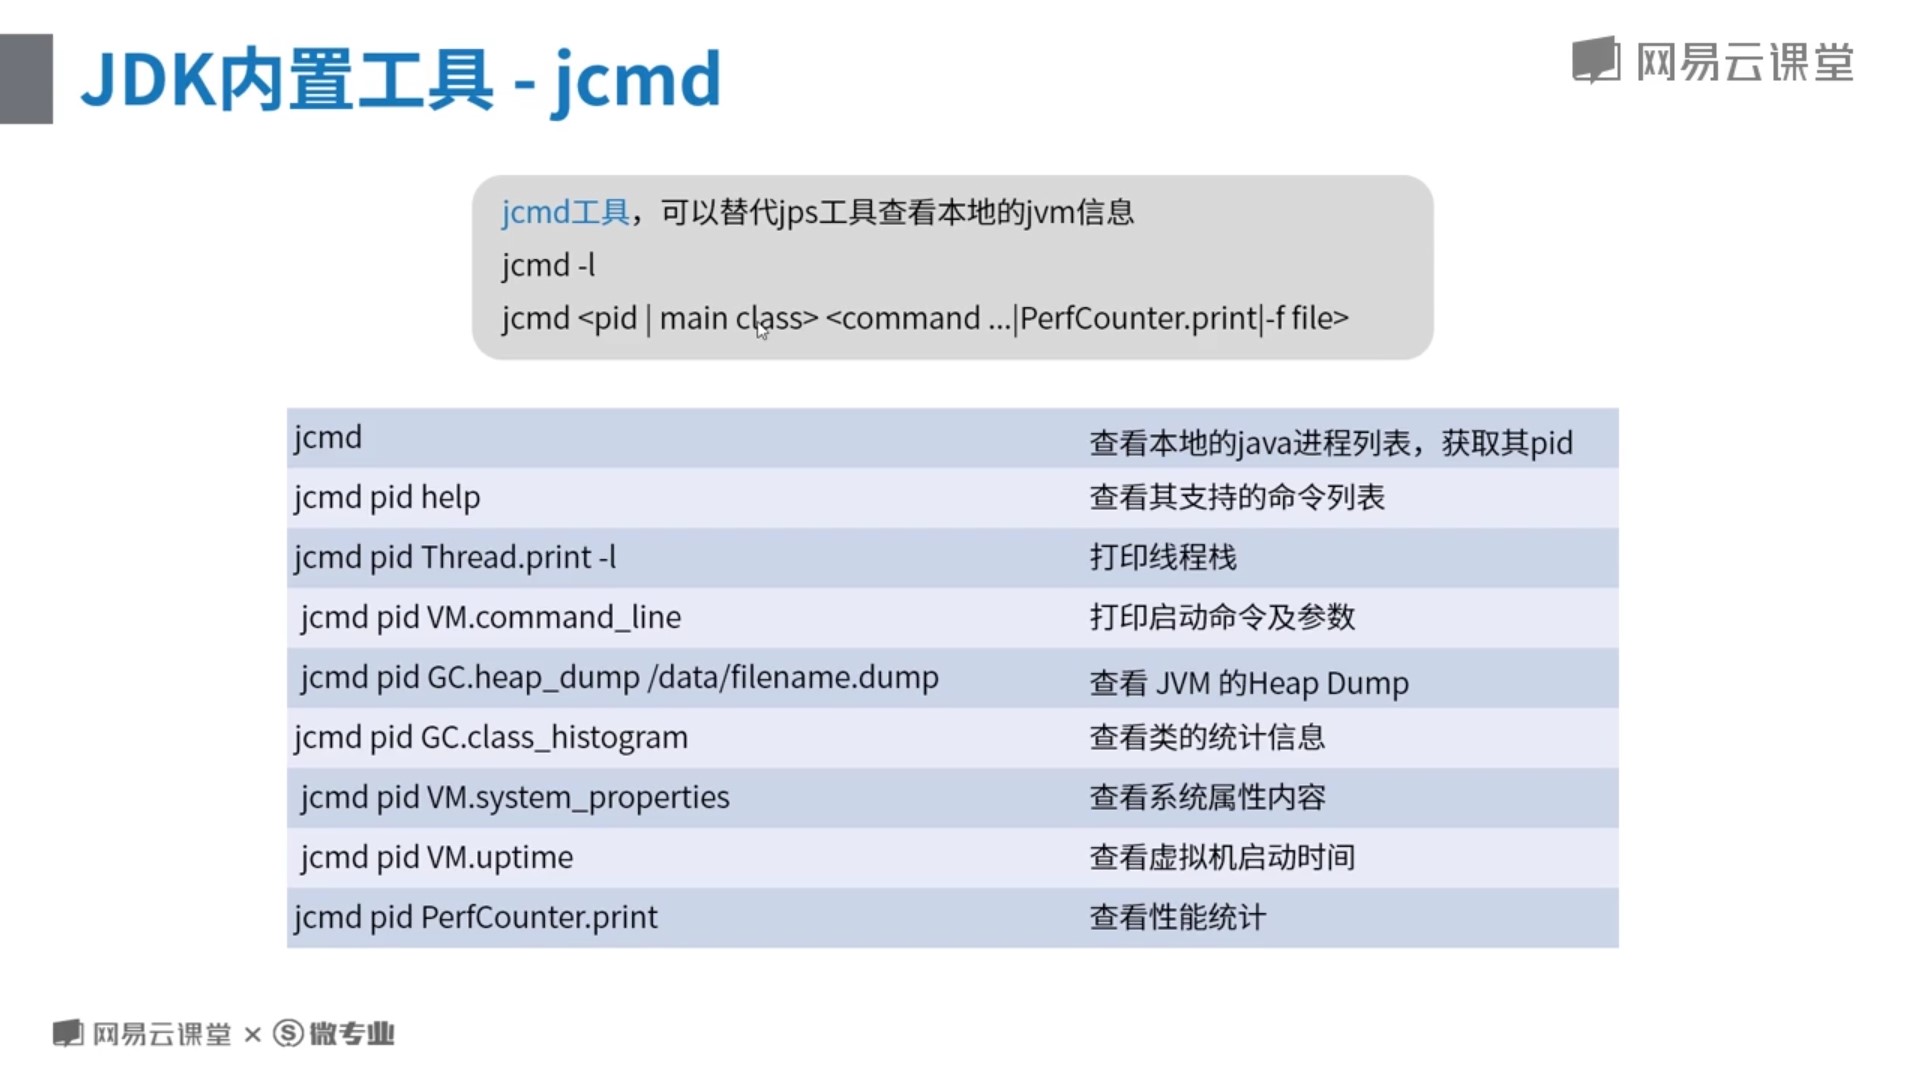 JDK内置工具 - jcmd
网易云课堂
jcmd工具，可以替代jps工具查看本地的jvm信息
jcmd -l
jcmd <pid | main class> <command ...|PerfCounter.print|-f file>
jcmd 查看本地的java进程列表，获取其pid
jcmd pid help 查看其支持的命令列表
jcmd pid Thread.print -l 打印线程栈
jcmd pid VM.command_line 打印启动命令及参数
jcmd pid GC.heap_dump /data/filename.dump 查看 JVM 的Heap Dump
jcmd pid GC.class_histogram 查看类的统计信息
jcmd pid VM.system_properties 查看系统属性内容
jcmd pid VM.uptime 查看虚拟机启动时间
jcmd pid PerfCounter.print 查看性能统计
网易云课堂 × S 微专业